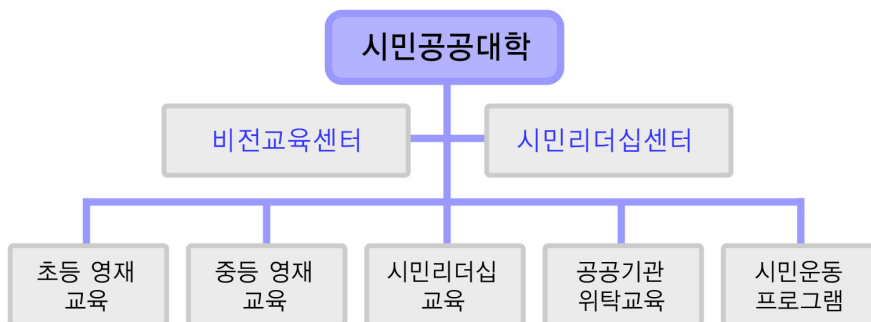 시민공공대학
비전교육센터
시민리더십센터
초등 영재
교육
중등 영재
교육
시민리더십
교육
공공기관
위탁교육
시민운동
프로그램